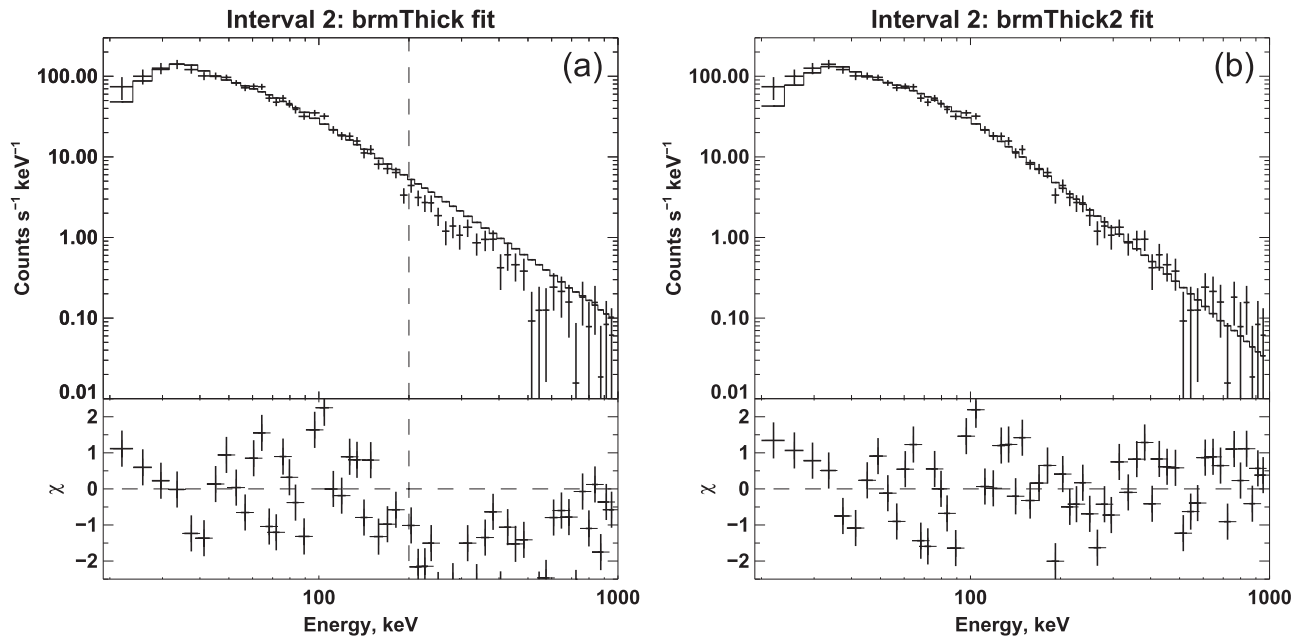 Interval 2: brmThick fit
(a)
100.00
10.00
1.00
0.10
0.01
Counts s⁻¹ keV⁻¹
2
1
0
−1
−2
χ
100
1000
Energy, keV
Interval 2: brmThick2 fit
(b)
100.00
10.00
1.00
0.10
0.01
Counts s⁻¹ keV⁻¹
2
1
0
−1
−2
χ
100
1000
Energy, keV